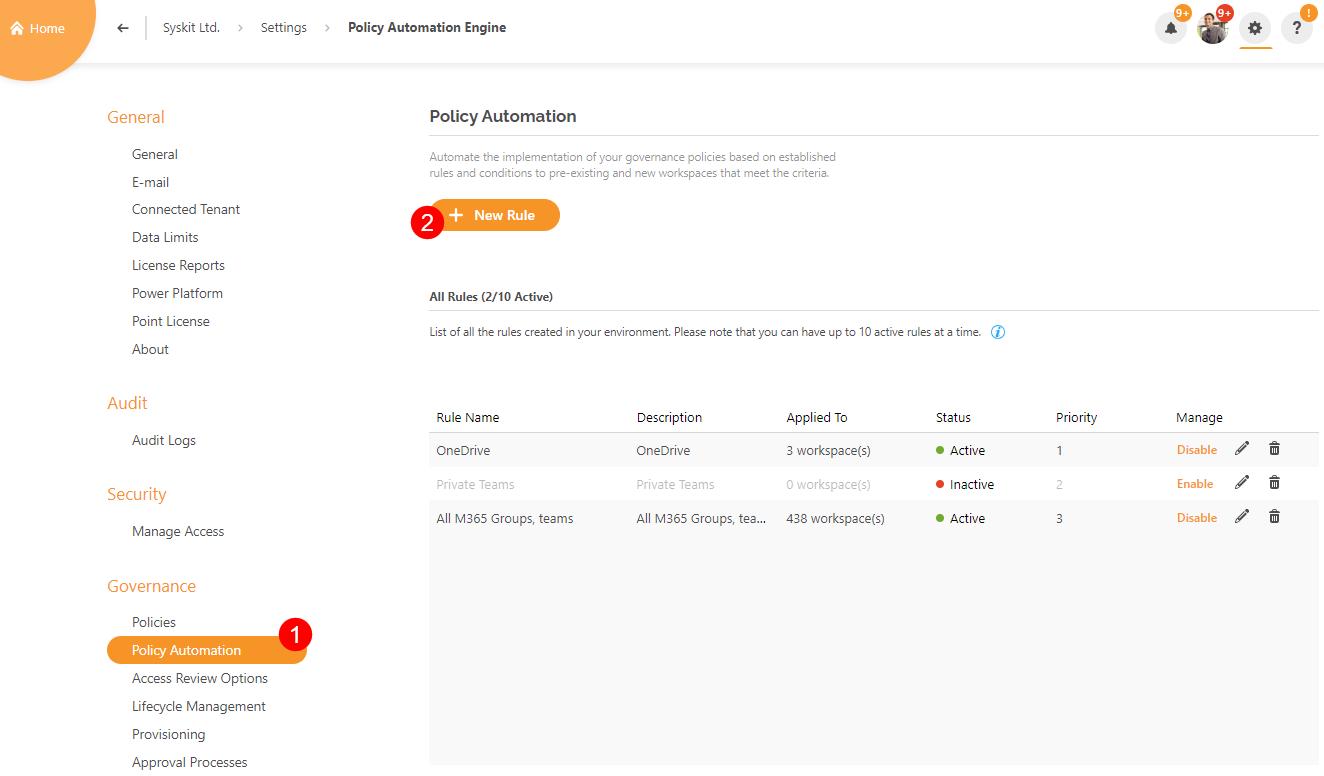 Home
Syskit Ltd. > Settings > Policy Automation Engine
9+ 9+ ! ?
General
General
E-mail
Connected Tenant
Data Limits
License Reports
Power Platform
Point License
About
Audit
Audit Logs
Security
Manage Access
Governance
Policies
Policy Automation 1
Access Review Options
Lifecycle Management
Provisioning
Approval Processes
Policy Automation
Automate the implementation of your governance policies based on established
rules and conditions to pre-existing and new workspaces that meet the criteria.
2 + New Rule
All Rules (2/10 Active)
List of all the rules created in your environment. Please note that you can have up to 10 active rules at a time. i
Rule Name Description Applied To Status Priority Manage
OneDrive OneDrive 3 workspace(s) Active 1 Disable
Private Teams Private Teams 0 workspace(s) Inactive 2 Enable
All M365 Groups, teams All M365 Groups, tea... 438 workspace(s) Active 3 Disable